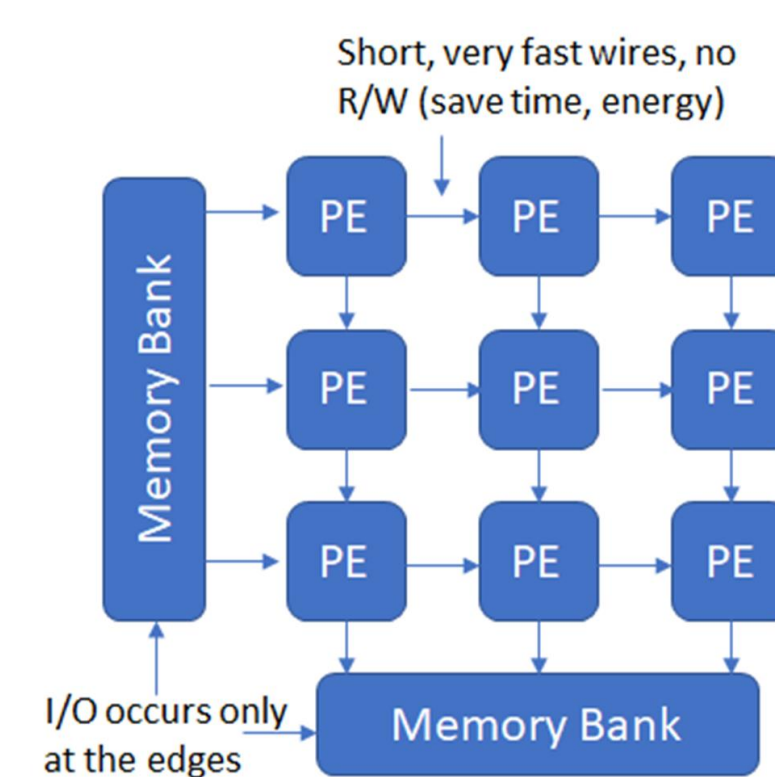 Short, very fast wires, no
R/W (save time, energy)
PE PE PE
Memory Bank
PE PE PE
PE PE PE
I/O occurs only
at the edges
Memory Bank